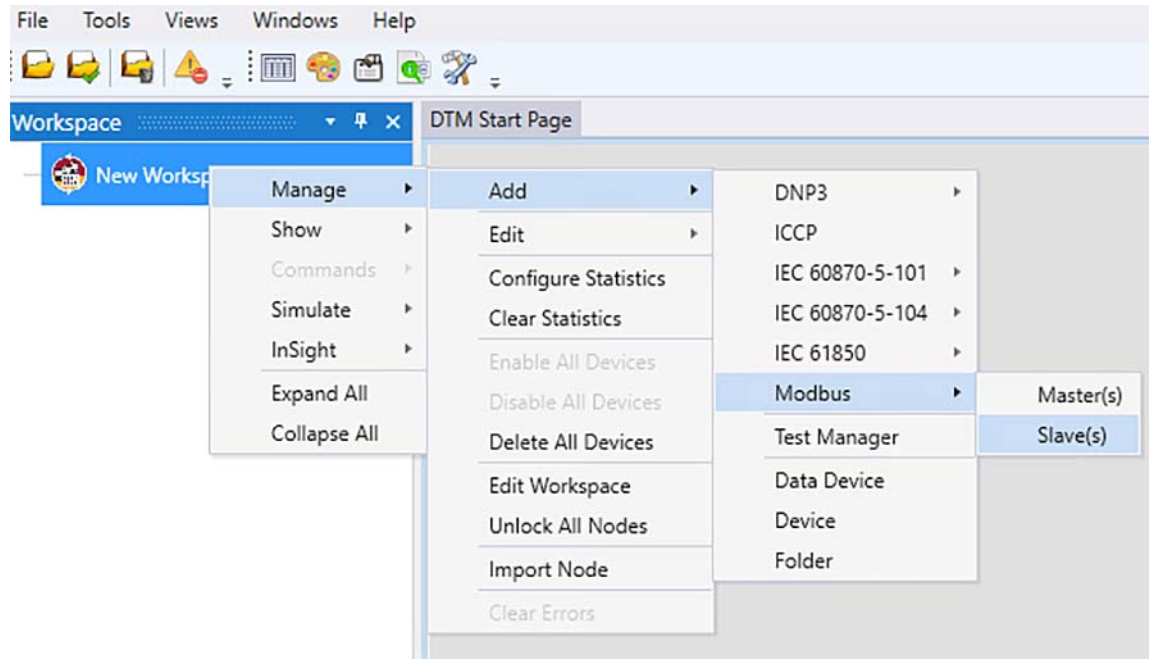 File Tools Views Windows Help
Workspace
DTM Start Page
New Worksp
Manage
Show
Commands
Simulate
InSight
Expand All
Collapse All
Add
Edit
Configure Statistics
Clear Statistics
Enable All Devices
Disable All Devices
Delete All Devices
Edit Workspace
Unlock All Nodes
Import Node
Clear Errors
DNP3
ICCP
IEC 60870-5-101
IEC 60870-5-104
IEC 61850
Modbus
Test Manager
Data Device
Device
Folder
Master(s)
Slave(s)